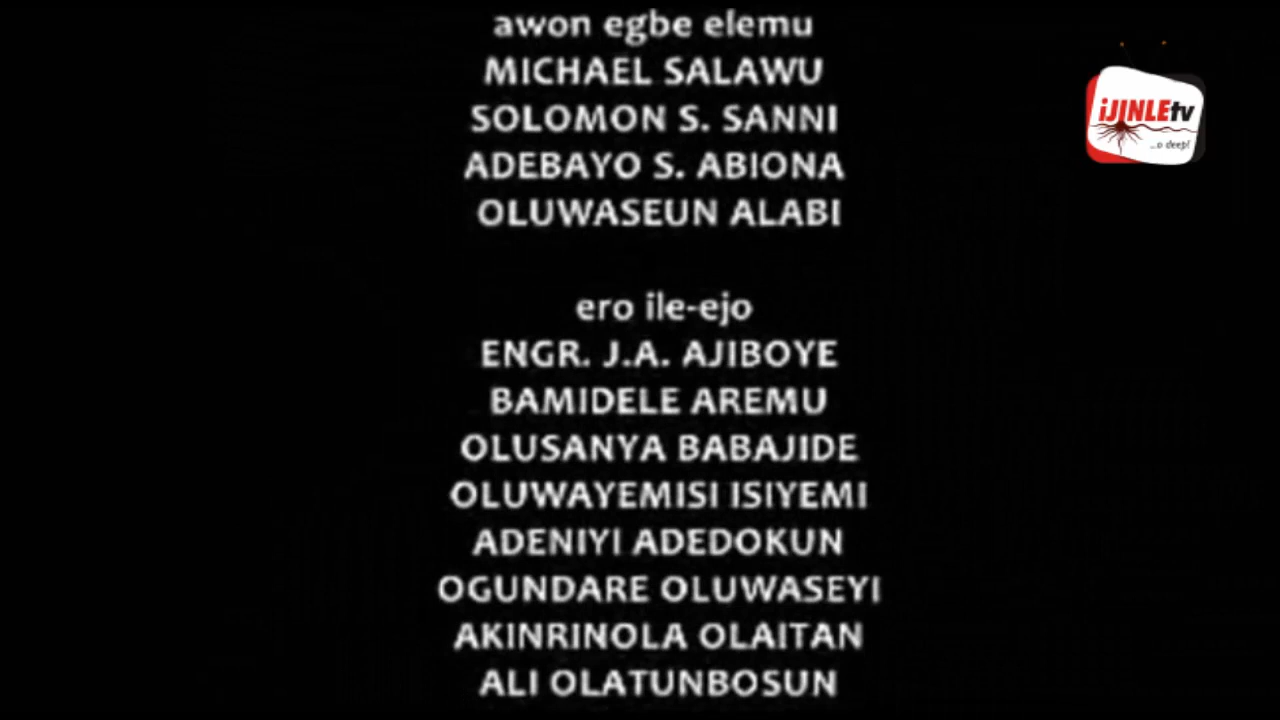 awon egbe elemu
MICHAEL SALAWU
SOLOMON S. SANNI
ADEBAYO S. ABIONA
OLUWASEUN ALABI
ero ile-ejo
ENGR. J.A. AJIBOYE
BAMIDELE AREMU
OLUSANYA BABAJIDE
OLUWAYEMISI ISIYEMI
ADENIYI ADEDOKUN
OGUNDARE OLUWASEYI
AKINRINOLA OLAITAN
ALI OLATUNBOSUN
iJINLEtv
...o deep!